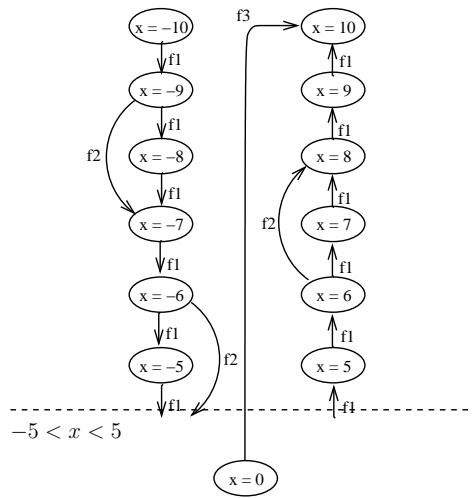 x = −10
f1
x = −9
f1
f2
x = −8
f1
x = −7
f1
x = −6
f1
f2
x = −5
f1
−5 < x < 5
f3
x = 10
f1
x = 9
f1
x = 8
f1
f2
x = 7
f1
x = 6
f1
x = 5
f1
x = 0